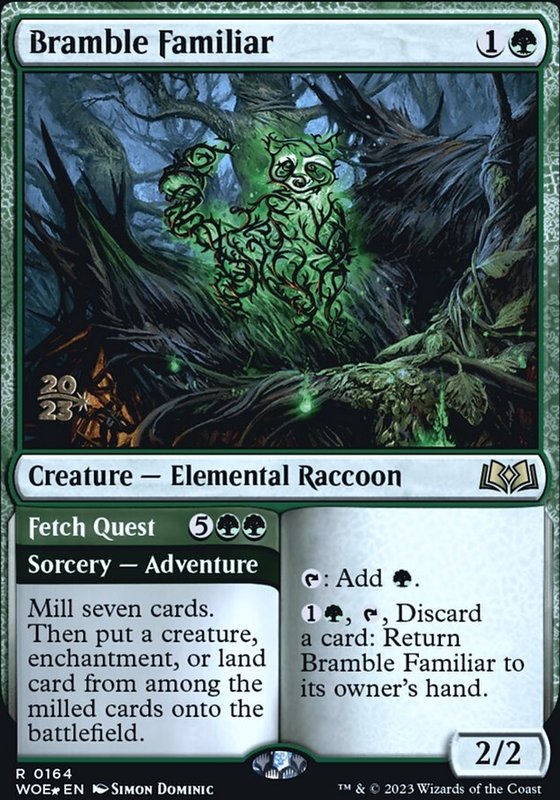 Bramble Familiar 1
20
23
Creature — Elemental Raccoon
Fetch Quest 5
Sorcery — Adventure
Mill seven cards.
Then put a creature,
enchantment, or land
card from among the
milled cards onto the
battlefield.
: Add .
1 , , Discard
a card: Return
Bramble Familiar to
its owner's hand.
2/2
R 0164
WOE★EN Simon Dominic
™ & © 2023 Wizards of the Coast